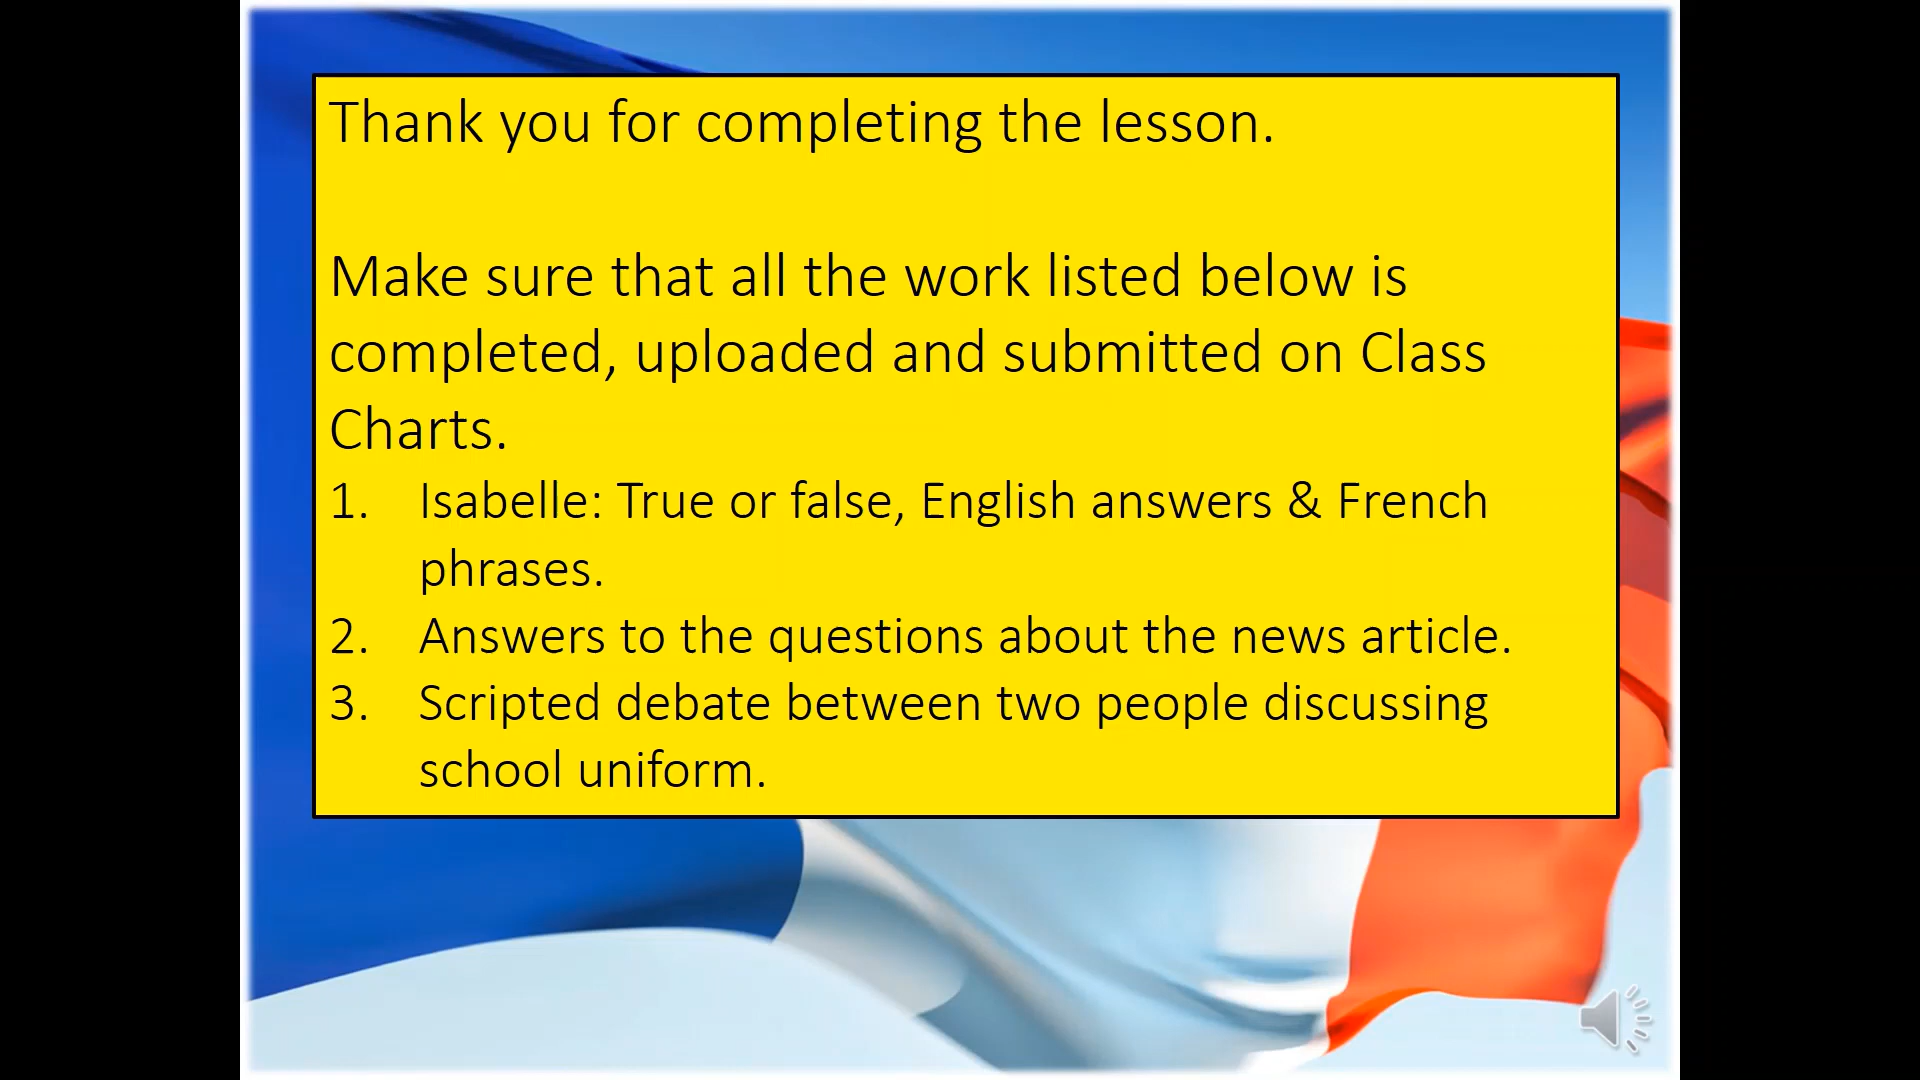 Thank you for completing the lesson.
Make sure that all the work listed below is
completed, uploaded and submitted on Class
Charts.
1. Isabelle: True or false, English answers & French
phrases.
2. Answers to the questions about the news article.
3. Scripted debate between two people discussing
school uniform.